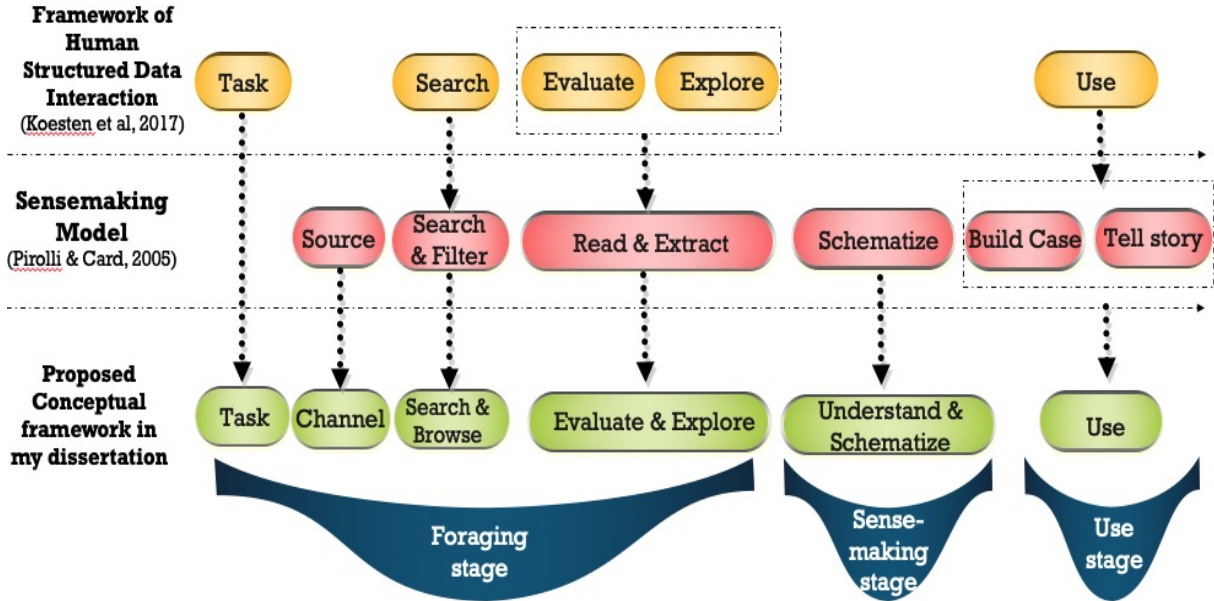 Framework of
Human
Structured Data
Interaction
(Koesten et al, 2017)
Task
Search
Evaluate
Explore
Use
Sensemaking
Model
(Pirolli & Card, 2005)
Source
Search
& Filter
Read & Extract
Schematize
Build Case
Tell story
Proposed
Conceptual
framework in
my dissertation
Task
Channel
Search &
Browse
Evaluate & Explore
Understand &
Schematize
Use
Foraging
stage
Sense-
making
stage
Use
stage